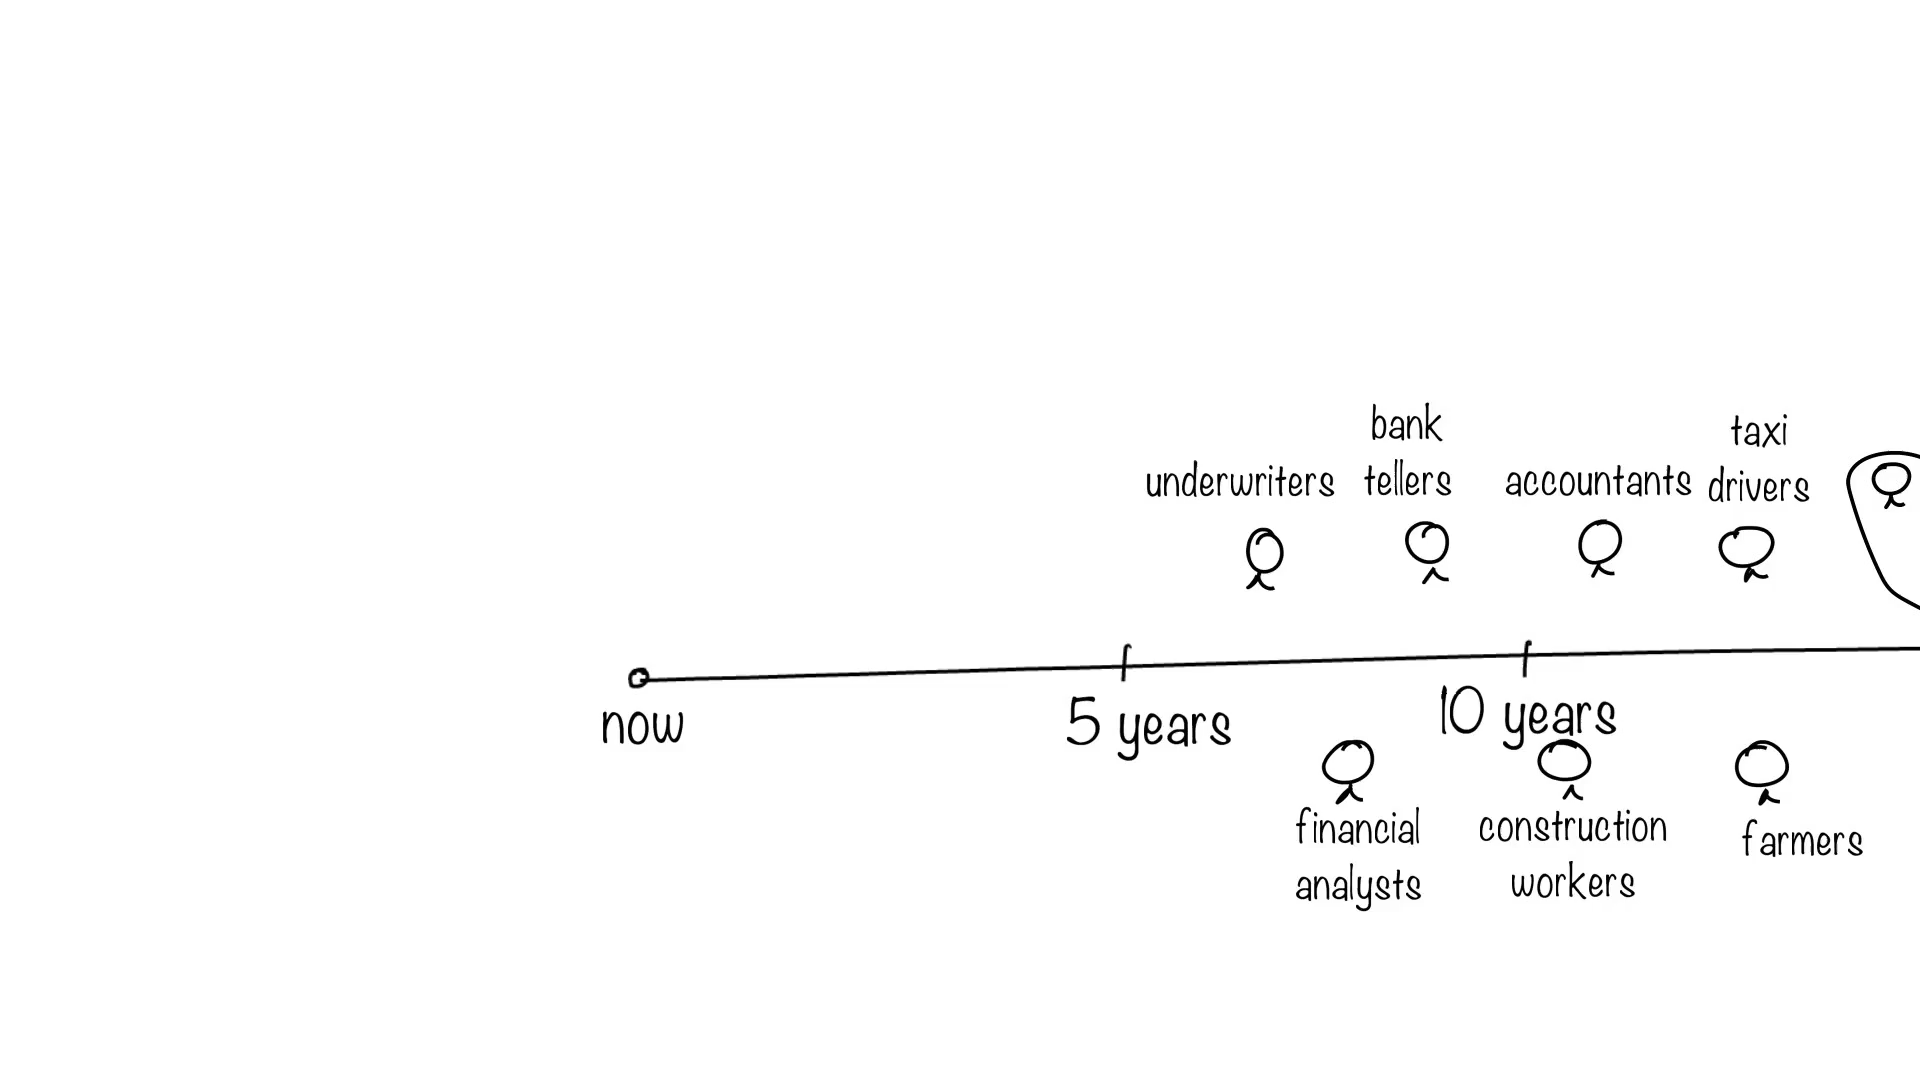 bank
tellers
taxi
drivers
underwriters
accountants
now
5 years
10 years
financial
analysts
construction
workers
farmers